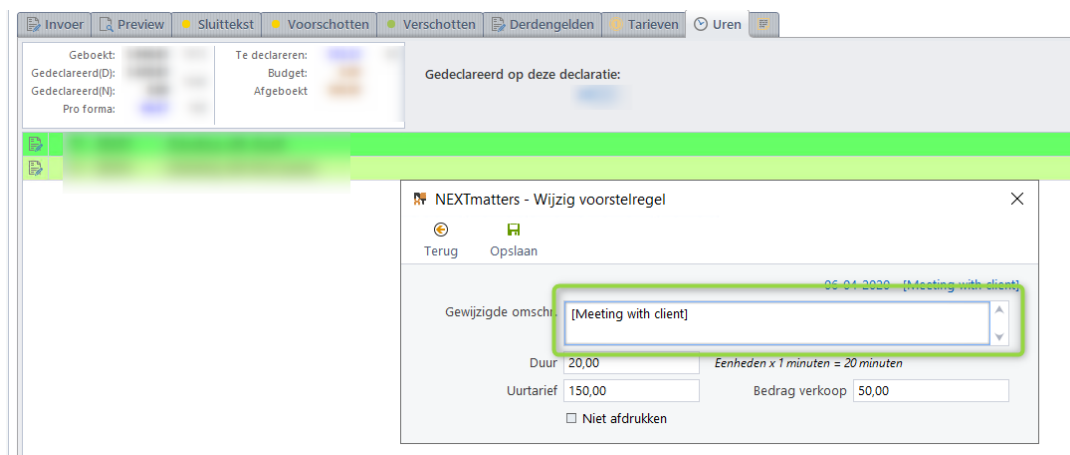 Invoer Preview Sluittekst Voorschotten Verschotten Derdengelden Tarieven Uren
Geboekt: Te declareren:
Gedeclareerd(D): Budget:
Gedeclareerd(N): Afgeboekt
Pro forma:
Gedeclareerd op deze declaratie:
NEXTmatters - Wijzig voorstelregel
Terug Opslaan
06-04-2020 [Meeting with client]
Gewijzigde omschr. [Meeting with client]
Duur 20,00 Eenheden x 1 minuten = 20 minuten
Uurtarief 150,00 Bedrag verkoop 50,00
Niet afdrukken